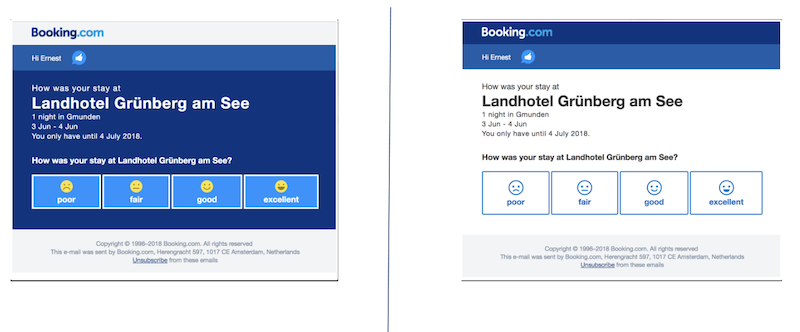 Booking.com
Hi Ernest
How was your stay at
Landhotel Grünberg am See
1 night in Gmunden
3 Jun - 4 Jun
You only have until 4 July 2018.
How was your stay at Landhotel Grünberg am See?
poor fair good excellent
Copyright © 1996–2018 Booking.com. All rights reserved
This e-mail was sent by Booking.com, Herengracht 597, 1017 CE Amsterdam, Netherlands
Unsubscribe from these emails
Booking.com
Hi Ernest
How was your stay at
Landhotel Grünberg am See
1 night in Gmunden
3 Jun - 4 Jun
You only have until 4 July 2018.
How was your stay at Landhotel Grünberg am See?
poor fair good excellent
Copyright © 1996–2018 Booking.com. All rights reserved
This e-mail was sent by Booking.com, Herengracht 597, 1017 CE Amsterdam, Netherlands
Unsubscribe from these emails